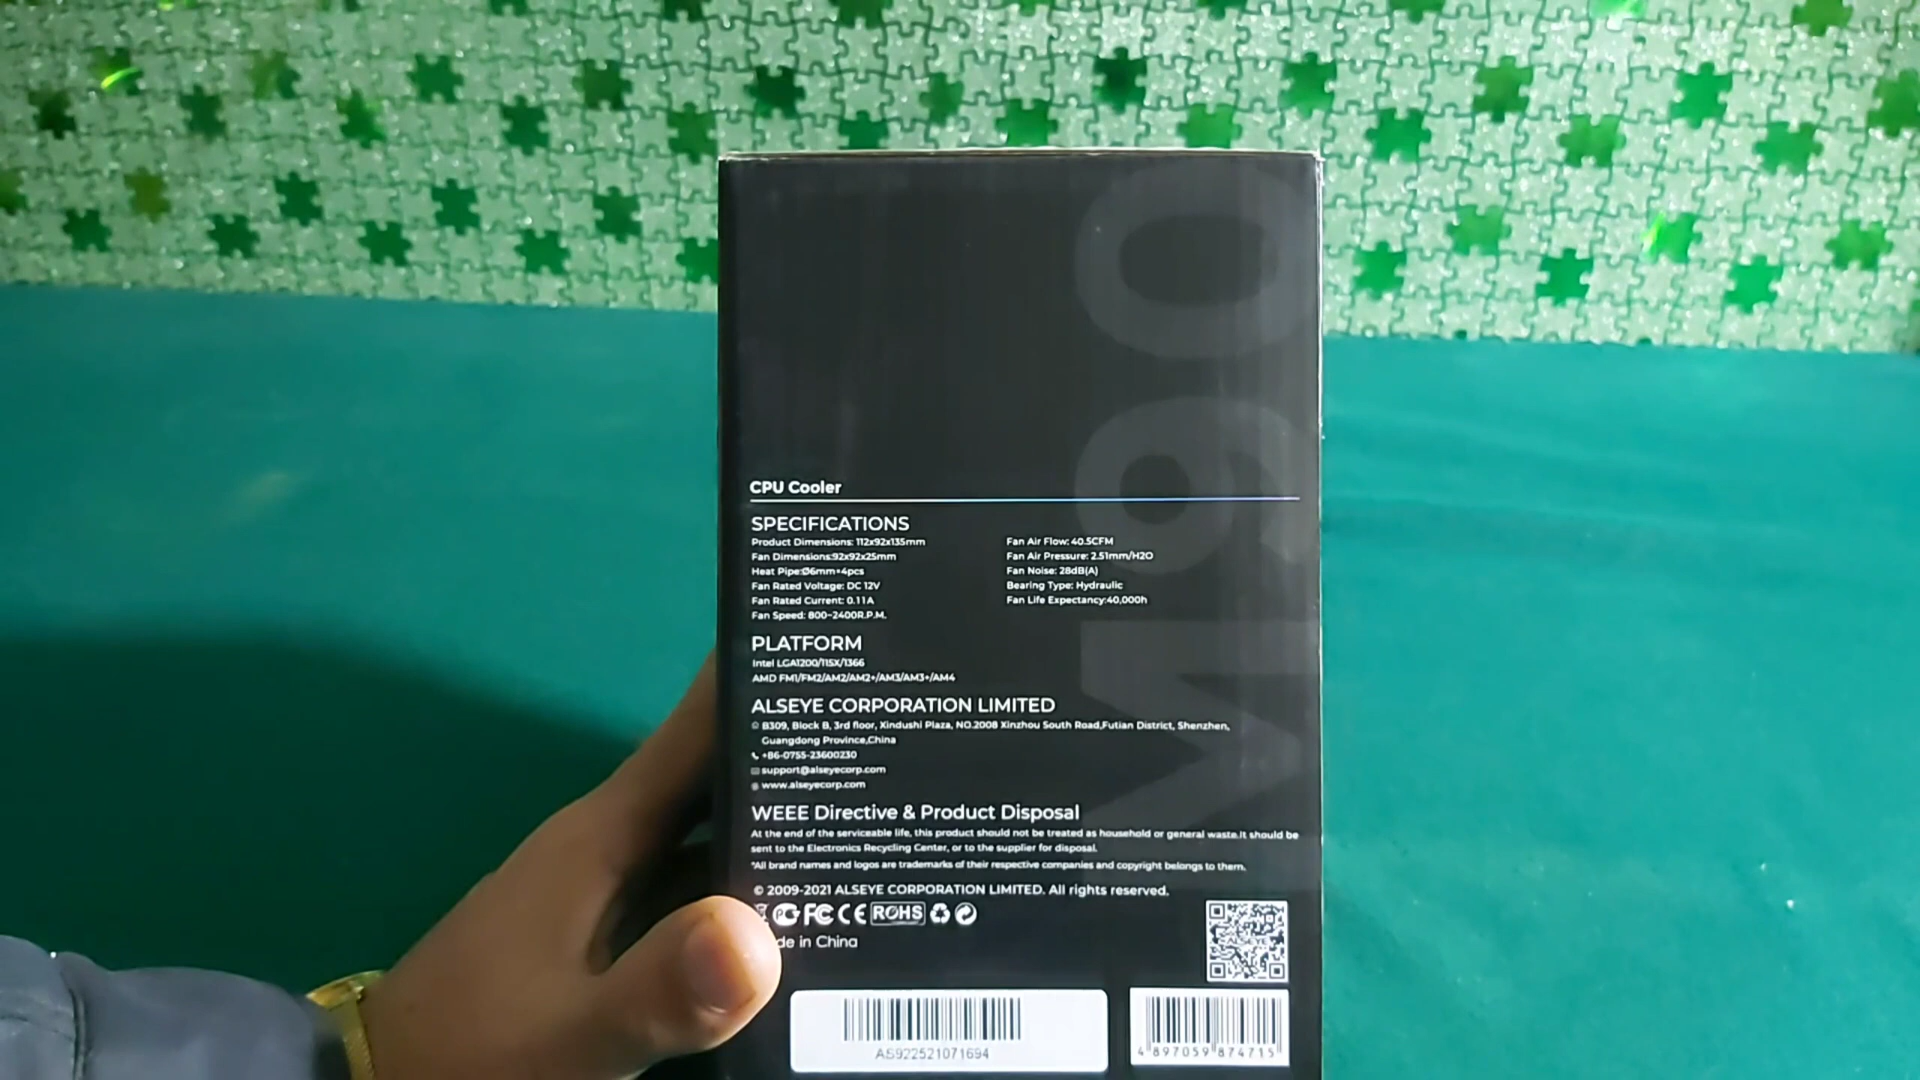 M90
CPU Cooler
SPECIFICATIONS
Product Dimensions: 112x92x135mm
Fan Dimensions:92x92x25mm
Heat Pipe:Ø6mm*4pcs
Fan Rated Voltage: DC 12V
Fan Rated Current: 0.11A
Fan Speed: 800~2400R.P.M.
Fan Air Flow: 40.5CFM
Fan Air Pressure: 2.51mm/H2O
Fan Noise: 28dB(A)
Bearing Type: Hydraulic
Fan Life Expectancy:40,000h
PLATFORM
Intel LGA1200/115X/1366
AMD FM1/FM2/AM2/AM2+/AM3/AM3+/AM4
ALSEYE CORPORATION LIMITED
B309, Block B, 3rd floor, Xindushi Plaza, NO.2008 Xinzhou South Road,Futian District, Shenzhen,
Guangdong Province,China
+86-0755-23600230
support@alseyecorp.com
www.alseyecorp.com
WEEE Directive & Product Disposal
At the end of the serviceable life, this product should not be treated as household or general waste.It should be
sent to the Electronics Recycling Center, or to the supplier for disposal.
*All brand names and logos are trademarks of their respective companies and copyright belongs to them.
© 2009-2021 ALSEYE CORPORATION LIMITED. All rights reserved.
FC CE ROHS
de in China
ALSEYE
AS922521071694
4 897059 874715